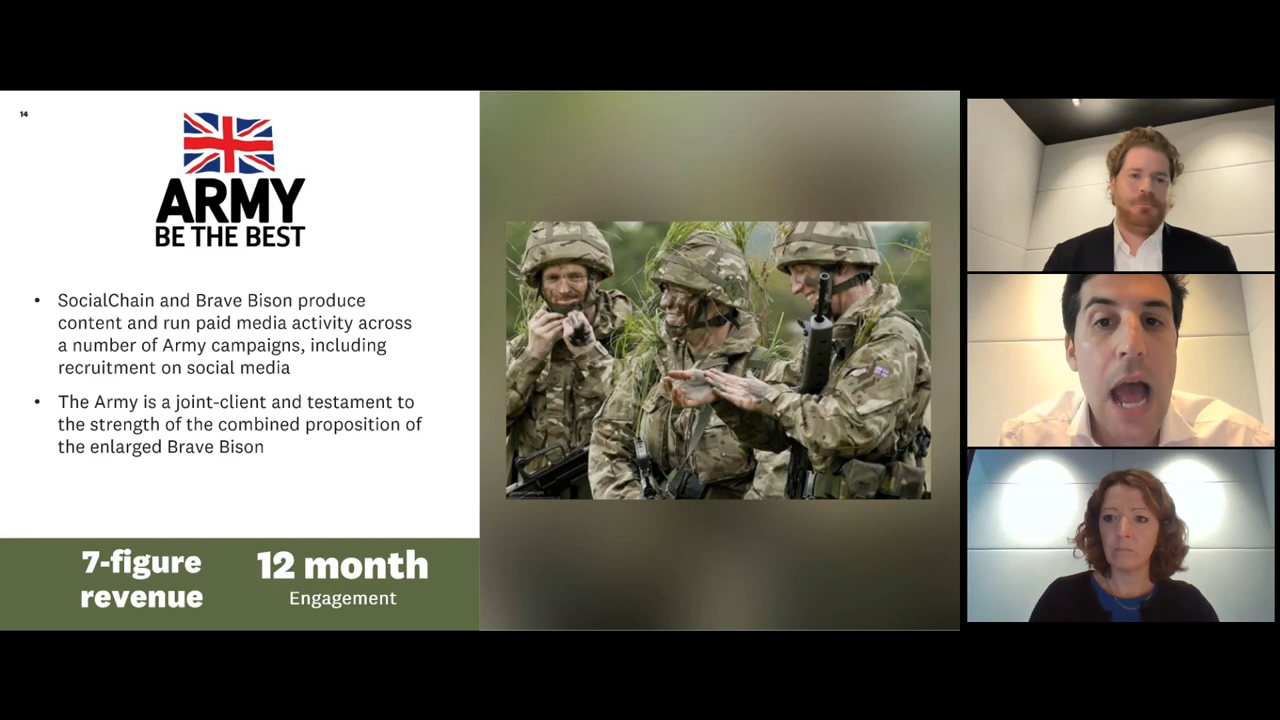 14
ARMY
BE THE BEST
• SocialChain and Brave Bison produce
content and run paid media activity across
a number of Army campaigns, including
recruitment on social media
• The Army is a joint-client and testament to
the strength of the combined proposition of
the enlarged Brave Bison
7-figure
revenue
12 month
Engagement